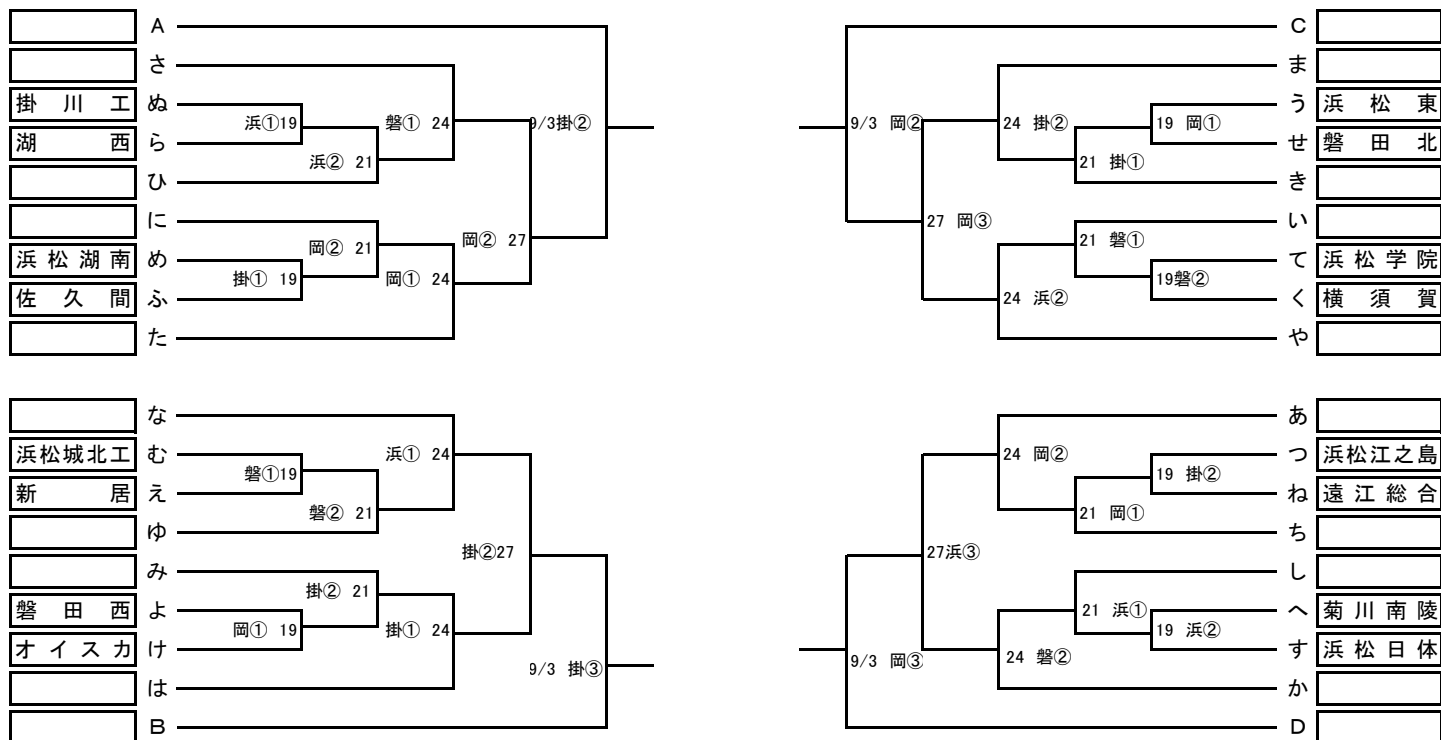 A
さ
掛川工 ぬ
浜①19
磐① 24
9/3掛②
湖西 ら
浜② 21
ひ
に
岡② 21
岡② 27
浜松湖南 め
掛① 19
岡① 24
佐久間 ふ
た
C
ま
9/3 岡②
24 掛②
19 岡①
う 浜松東
21 掛①
せ 磐田北
き
27 岡③
い
21 磐①
て 浜松学院
19磐②
24 浜②
く 横須賀
や
な
浜松城北工 む
磐①19
浜① 24
新居 え
磐② 21
ゆ
掛②27
み
掛② 21
磐田西 よ
岡① 19
掛① 24
オイスカ け
9/3 掛③
は
B
あ
24 岡②
つ 浜松江之島
19 掛②
ね 遠江総合
21 岡①
ち
27浜③
し
21 浜①
へ 菊川南陵
19 浜②
す 浜松日体
9/3 岡③
24 磐②
か
D